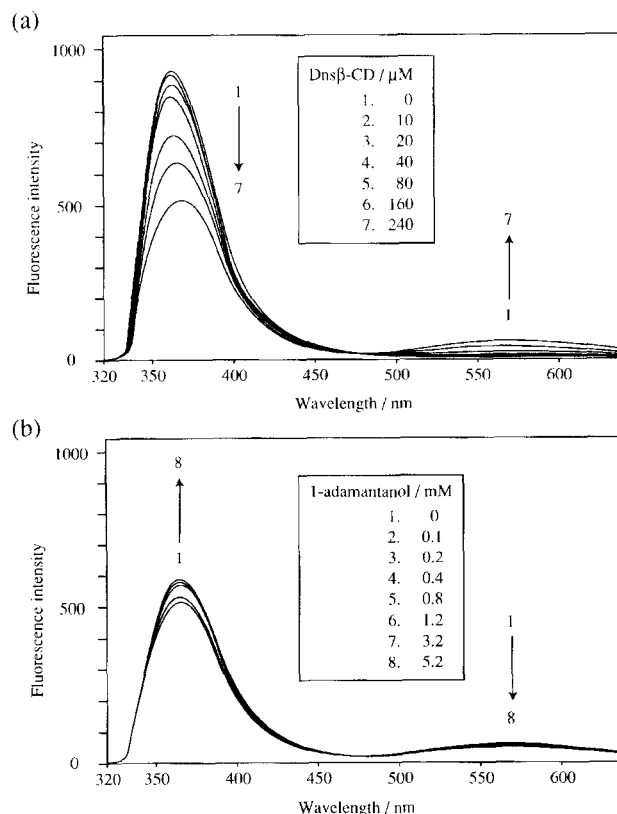 (a)
1000
500
0
Fluorescence intensity
1
7
Dnsβ-CD / μM
1. 0
2. 10
3. 20
4. 40
5. 80
6. 160
7. 240
7
1
320 350 400 450 500 550 600
Wavelength / nm
(b)
1000
500
0
Fluorescence intensity
8
1
1-adamantanol / mM
1. 0
2. 0.1
3. 0.2
4. 0.4
5. 0.8
6. 1.2
7. 3.2
8. 5.2
1
8
320 350 400 450 500 550 600
Wavelength / nm